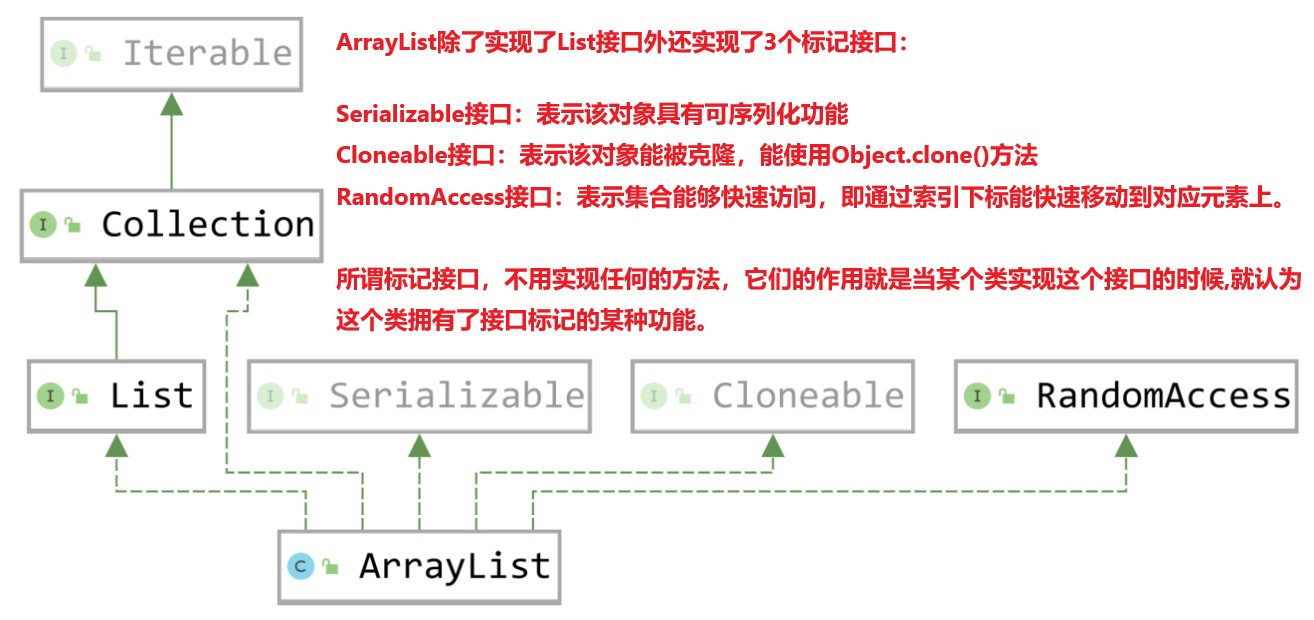 Iterable
ArrayList除了实现了List接口外还实现了3个标记接口：
Serializable接口：表示该对象具有可序列化功能
Cloneable接口：表示该对象能被克隆，能使用Object.clone()方法
RandomAccess接口：表示集合能够快速访问，即通过索引下标能快速移动到对应元素上。
Collection
所谓标记接口，不用实现任何的方法，它们的作用就是当某个类实现这个接口的时候,就认为
这个类拥有了接口标记的某种功能。
List
Serializable
Cloneable
RandomAccess
ArrayList